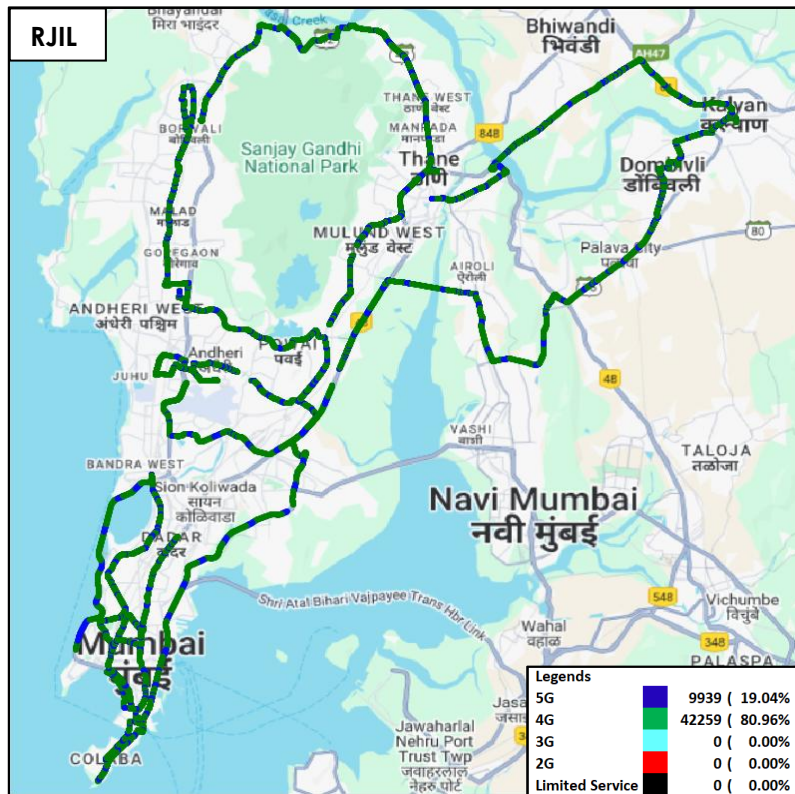 RJIL
Bhayandar
मिरा भाईंदर
Bhiwandi
भिवंडी
AH47
THANE WEST
ठाणे वेस्ट
MANPADA
मानपाडा
848
Kalyan
कल्याण
BORIVALI
बोरिवली
Sanjay Gandhi
National Park
Thane
ठाणे
Dombivli
डोंबिवली
MALAD
मालाड
MULUND WEST
मुलुंड वेस्ट
80
GOREGAON
गोरेगाव
AIROLI
ऐरोली
Palava City
पलावा
ANDHERI WEST
अंधेरी पश्चिम
POWAI
पवई
Andheri
JUHU
48
VASHI
वाशी
TALOJA
तळोजा
BANDRA WEST
Sion Koliwada
सायन
कोळिवाडा
Navi Mumbai
नवी मुंबई
DADAR
दादर
Shri Atal Bihari Vajpayee Trans Hbr Link
548
Vichumbe
विचुंबे
Mumbai
मुंबई
Wahal
वहाळ
348
PALASPA
COLABA
Jawaharlal
Nehru Port
Trust Twp
जवाहरलाल
नेहरू पोर्ट
Legends
5G 9939 ( 19.04%
4G 42259 ( 80.96%
3G 0 ( 0.00%
2G 0 ( 0.00%
Limited Service 0 ( 0.00%